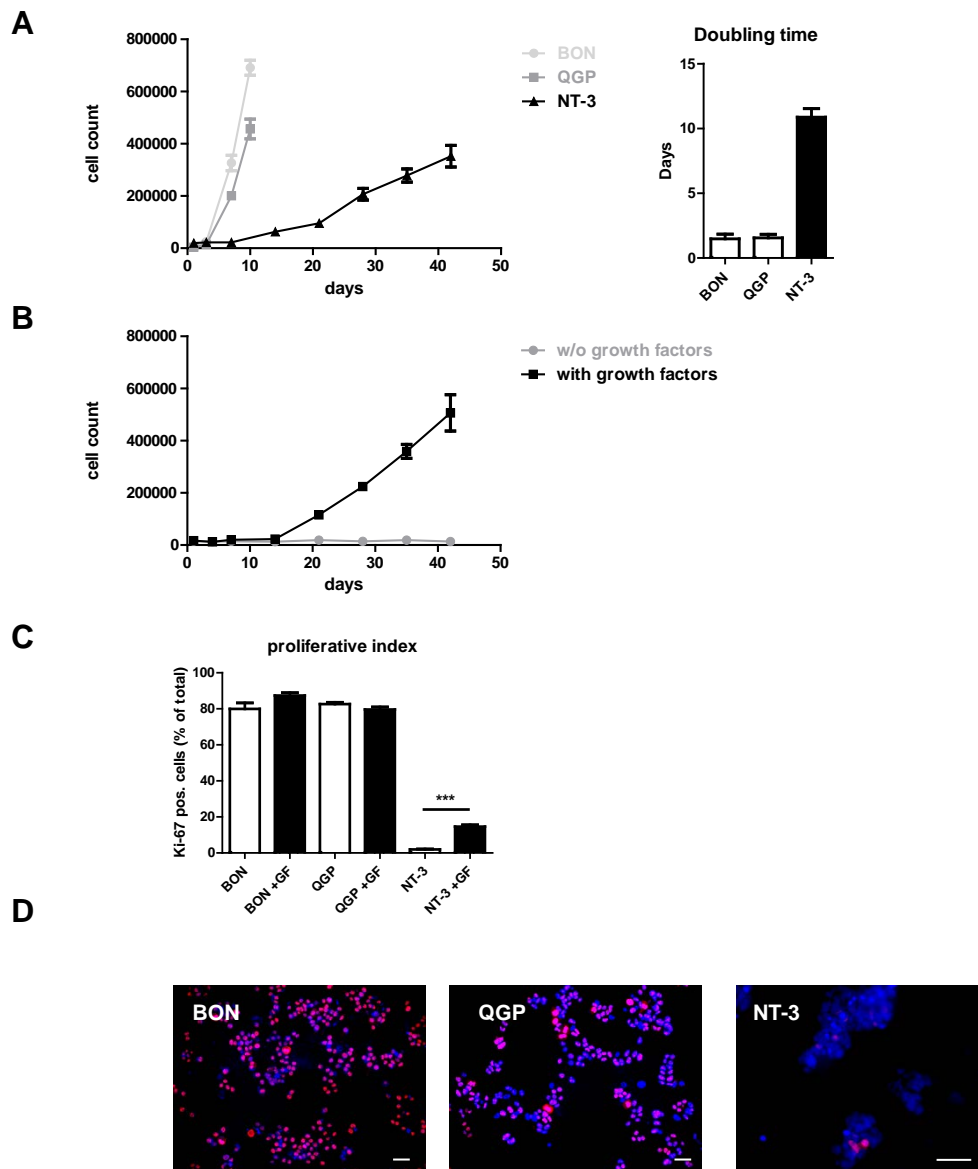 A
800000
600000
400000
200000
0
cell count
0 10 20 30 40 50
days
BON
QGP
NT-3
Doubling time
15
10
5
0
Days
BON QGP NT-3
B
800000
600000
400000
200000
0
cell count
0 10 20 30 40 50
days
w/o growth factors
with growth factors
C
proliferative index
100
80
60
40
20
0
Ki-67 pos. cells (% of total)
***
BON BON +GF QGP QGP +GF NT-3 NT-3 +GF
D
BON QGP NT-3